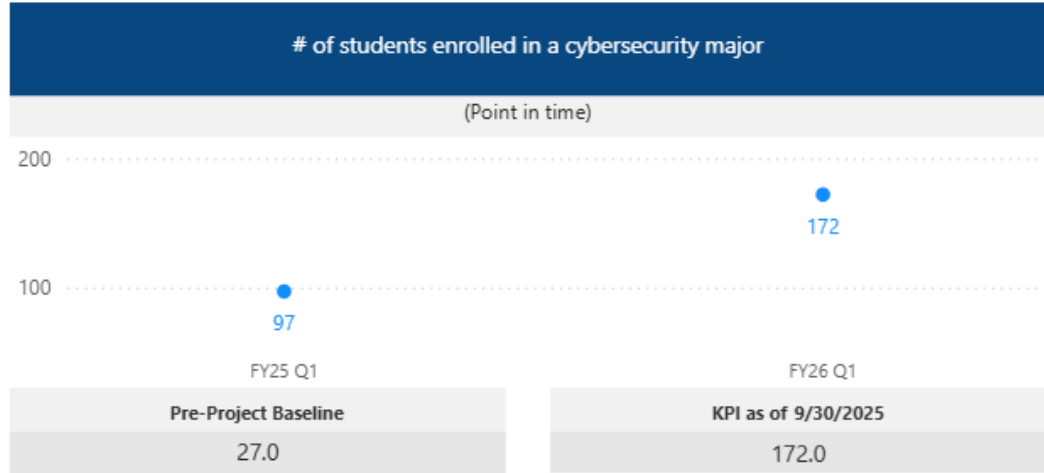 # of students enrolled in a cybersecurity major
(Point in time)
200
172
100
97
FY25 Q1 FY26 Q1
Pre-Project Baseline KPI as of 9/30/2025
27.0 172.0